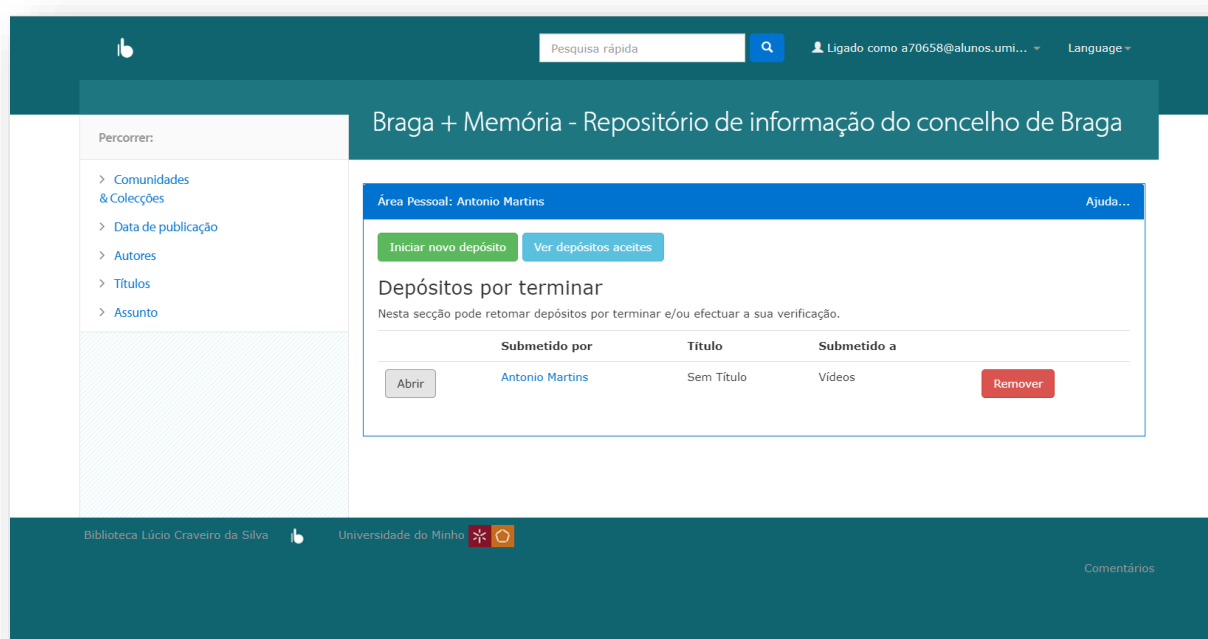 Pesquisa rápida
Ligado como a70658@alunos.umi...
Language
Braga + Memória - Repositório de informação do concelho de Braga
Percorrer:
> Comunidades
& Colecções
> Data de publicação
> Autores
> Títulos
> Assunto
Área Pessoal: Antonio Martins
Ajuda...
Iniciar novo depósito
Ver depósitos aceites
Depósitos por terminar
Nesta secção pode retomar depósitos por terminar e/ou efectuar a sua verificação.
Submetido por Título Submetido a
Abrir Antonio Martins Sem Título Vídeos Remover
Biblioteca Lúcio Craveiro da Silva
Universidade do Minho
Comentários